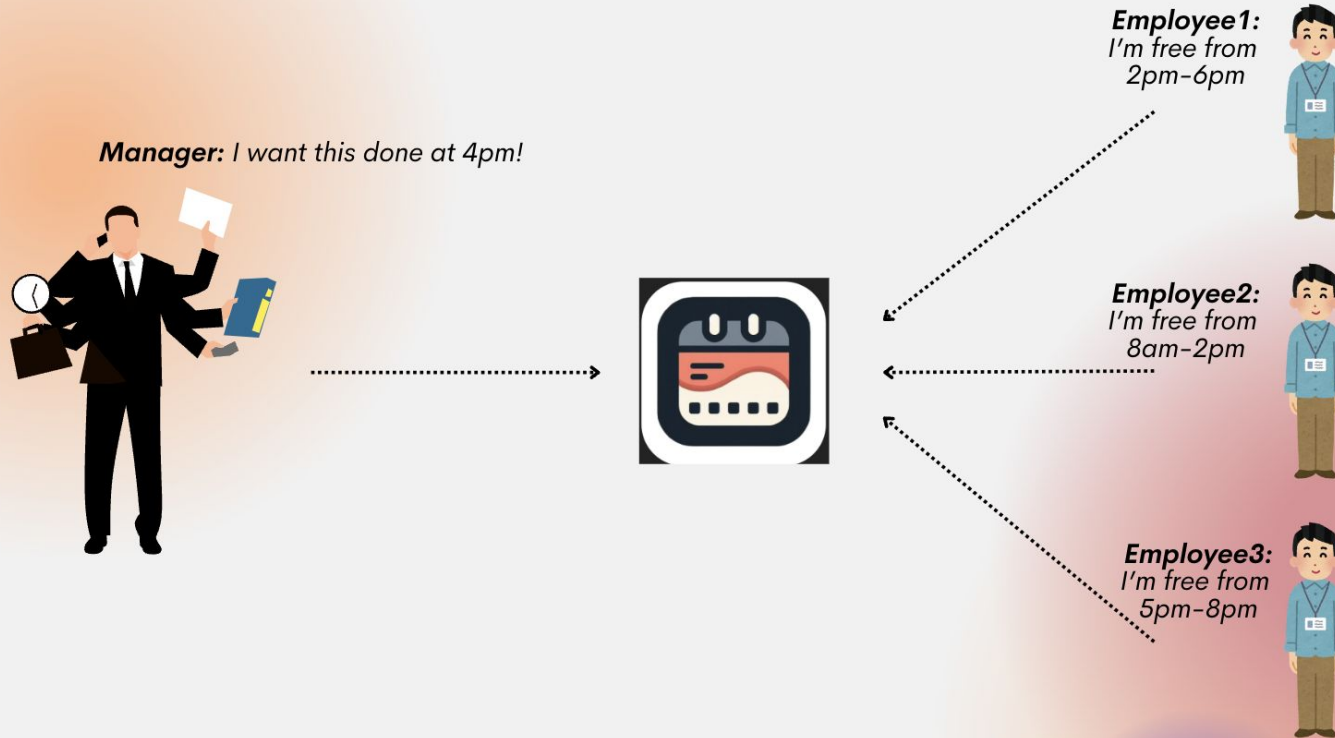 Manager: I want this done at 4pm!
Employee1:
I'm free from
2pm-6pm
Employee2:
I'm free from
8am-2pm
Employee3:
I'm free from
5pm-8pm